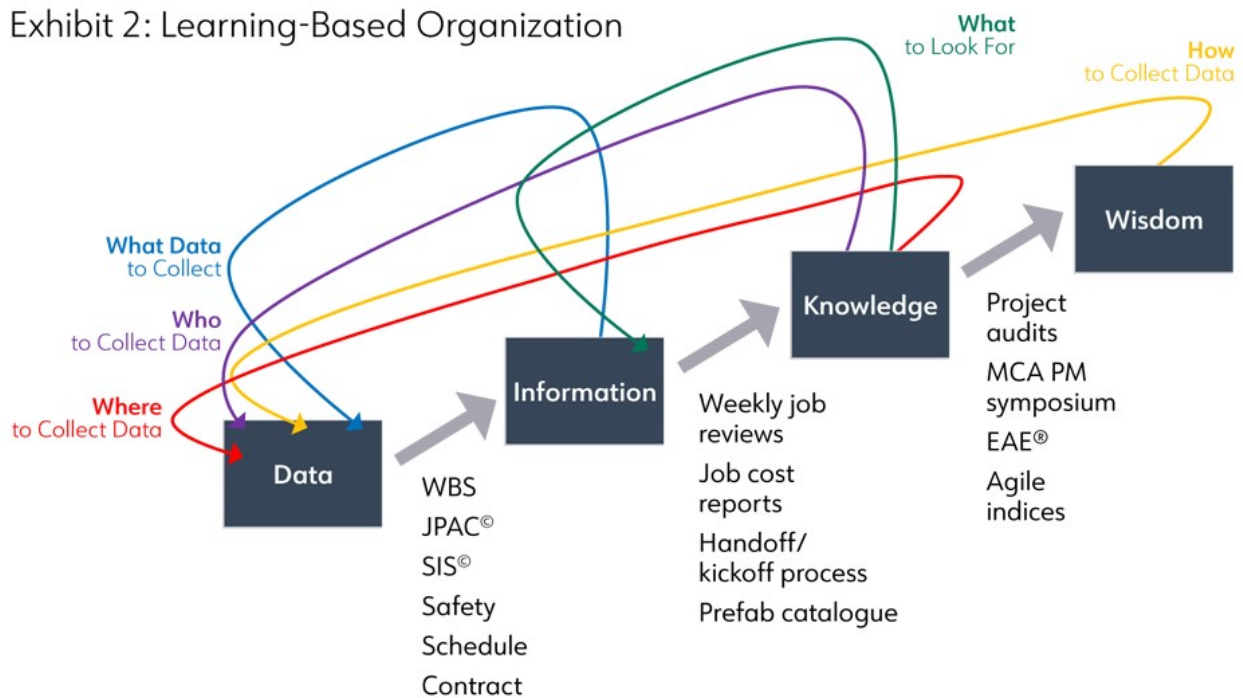 Exhibit 2: Learning-Based Organization
What
to Look For
How
to Collect Data
What Data
to Collect
Who
to Collect Data
Where
to Collect Data
Data
Information
Knowledge
Wisdom
WBS
JPAC©
SIS©
Safety
Schedule
Contract
Weekly job
reviews
Job cost
reports
Handoff/
kickoff process
Prefab catalogue
Project
audits
MCA PM
symposium
EAE®
Agile
indices